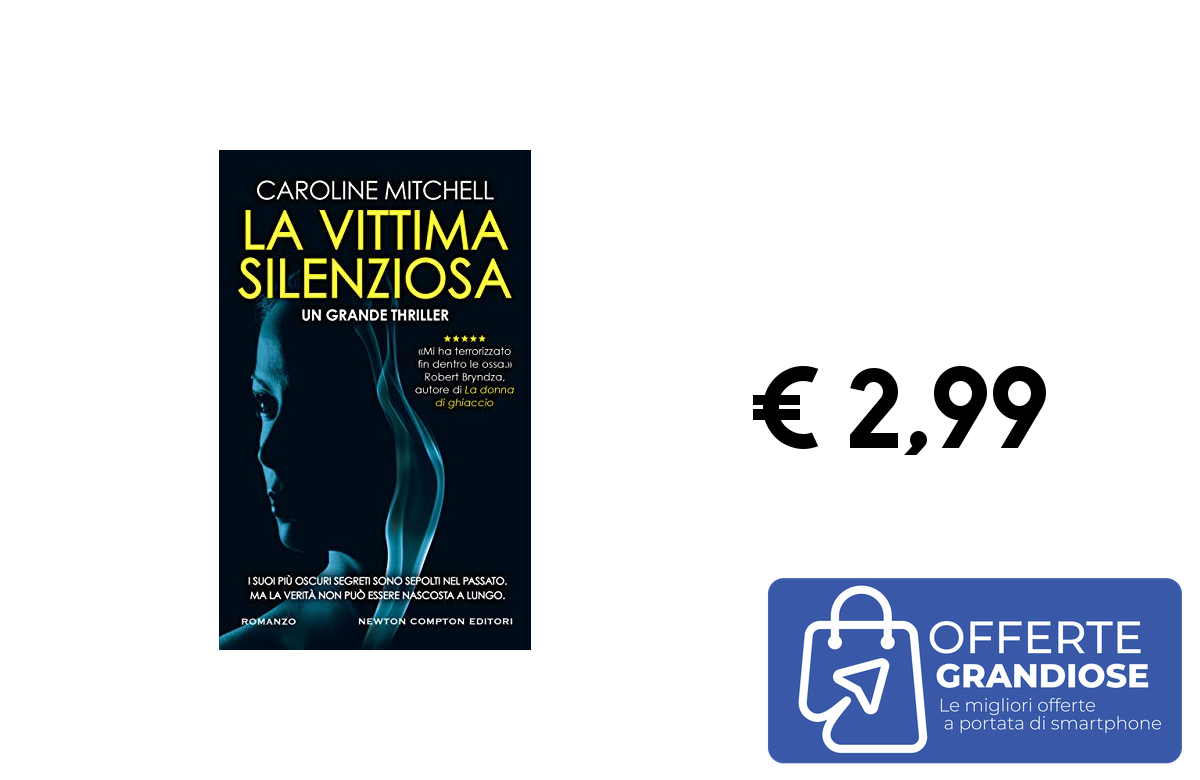 CAROLINE MITCHELL
LA VITTIMA
SILENZIOSA
UN GRANDE THRILLER
★★★★★
«Mi ha terrorizzato
fin dentro le ossa.»
Robert Bryndza,
autore di La donna
di ghiaccio
I SUOI PIÙ OSCURI SEGRETI SONO SEPOLTI NEL PASSATO.
MA LA VERITÀ NON PUÒ ESSERE NASCOSTA A LUNGO.
ROMANZO NEWTON COMPTON EDITORI
€ 2,99
OFFERTE
GRANDIOSE
Le migliori offerte
a portata di smartphone